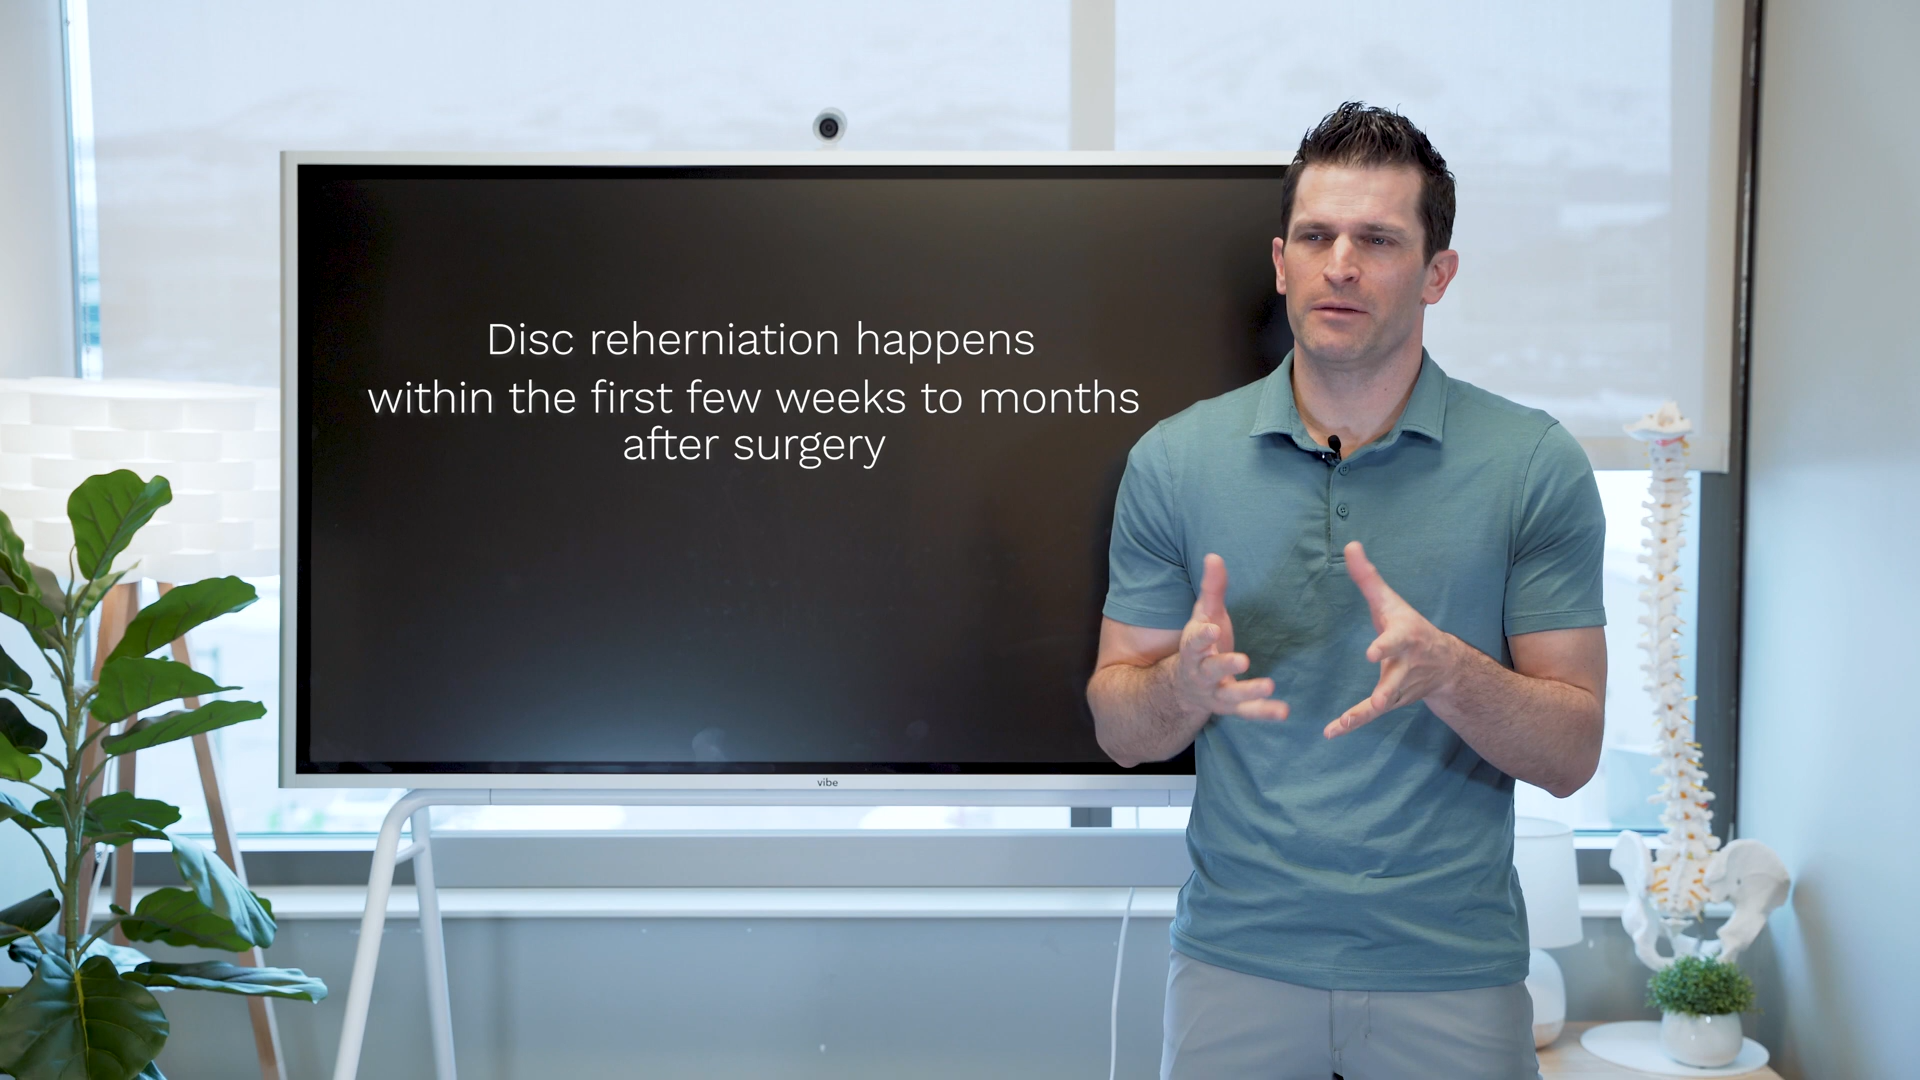 Disc reherniation happens
within the first few weeks to months
after surgery
vibe